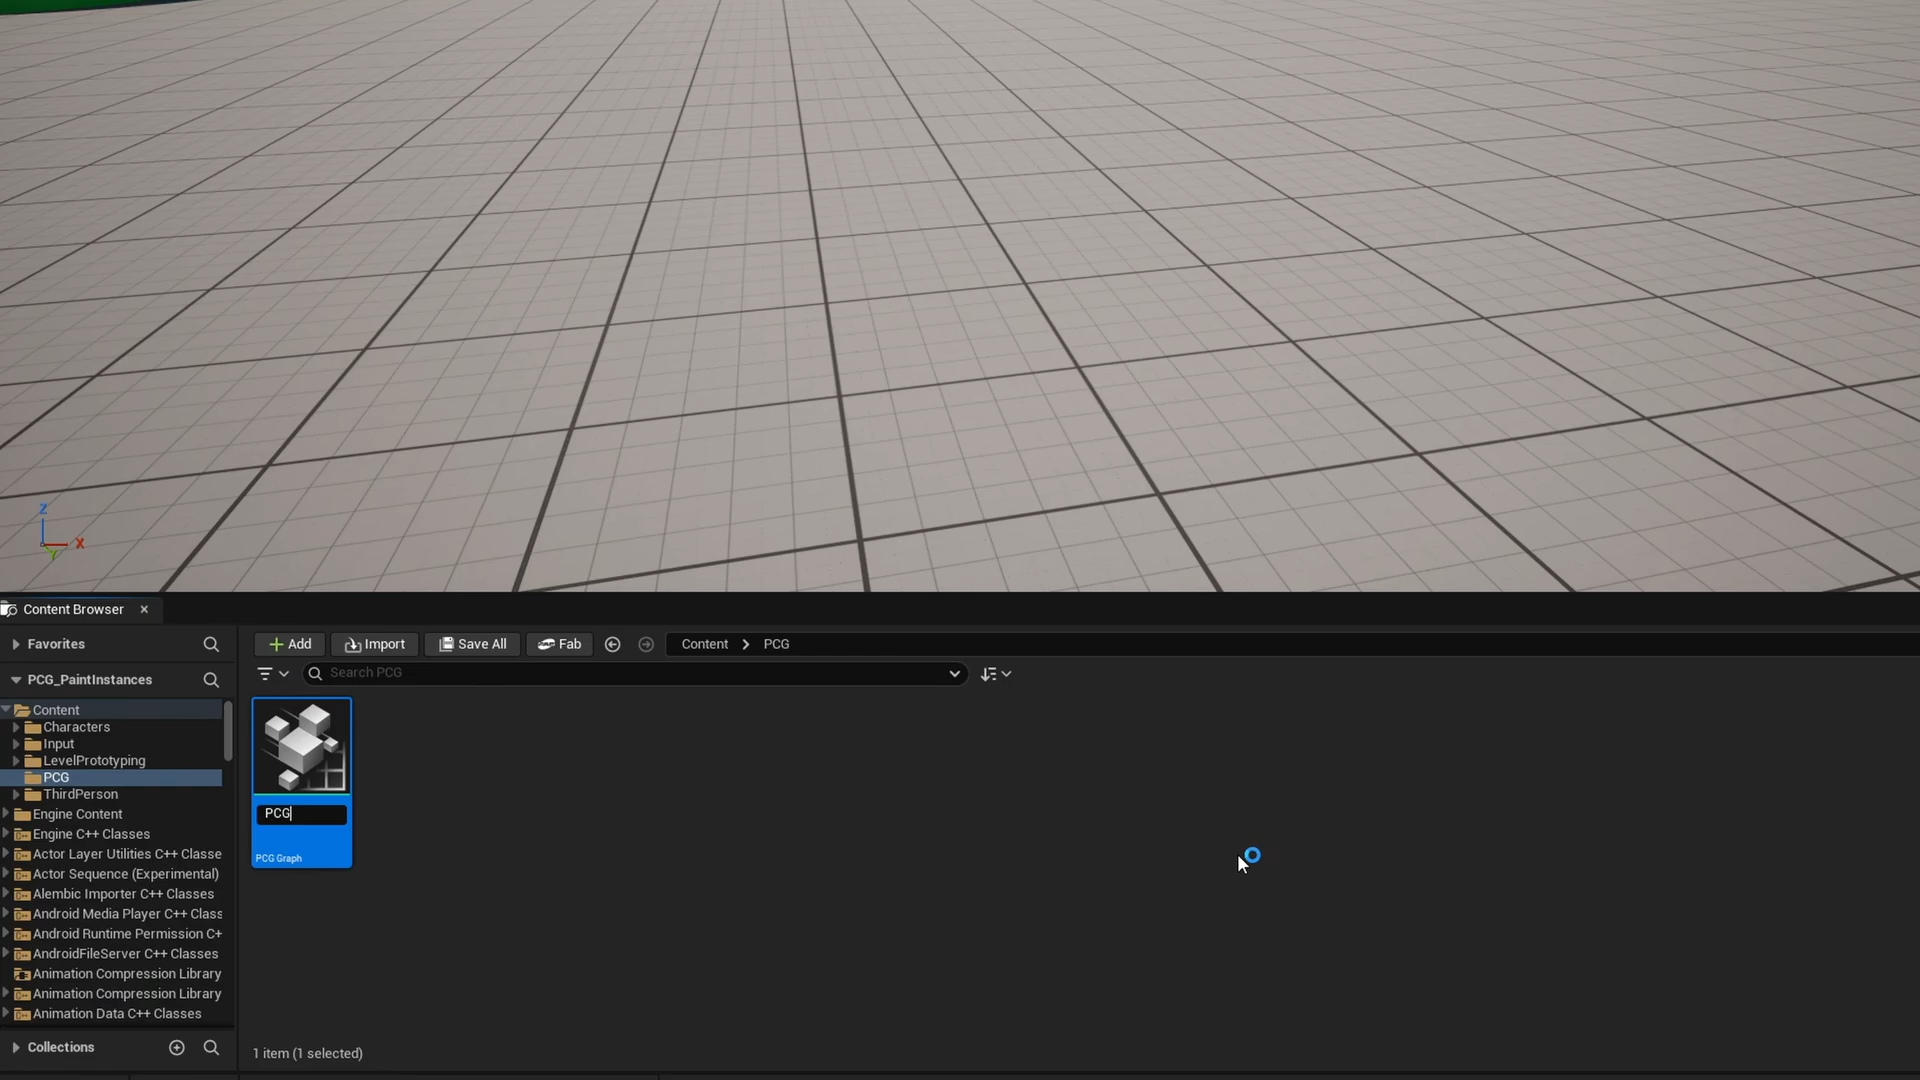 Z
X
Y
Content Browser
Favorites
Add
Import
Save All
Fab
Content
PCG
PCG_PaintInstances
Search PCG
Content
Characters
Input
LevelPrototyping
PCG
ThirdPerson
Engine Content
Engine C++ Classes
Actor Layer Utilities C++ Classe
Actor Sequence (Experimental)
Alembic Importer C++ Classes
Android Media Player C++ Class
Android Runtime Permission C+
AndroidFileServer C++ Classes
Animation Compression Library
Animation Compression Library
Animation Data C++ Classes
PCG
PCG Graph
Collections
1 item (1 selected)